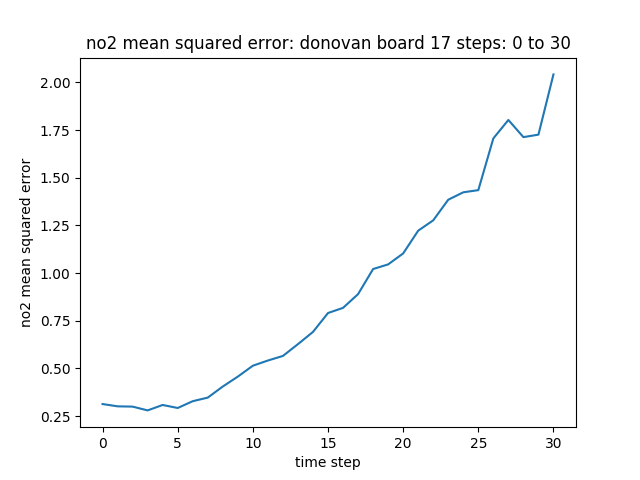 no2 mean squared error: donovan board 17 steps: 0 to 30
2.00
1.75
1.50
1.25
1.00
0.75
0.50
0.25
no2 mean squared error
0 5 10 15 20 25 30
time step